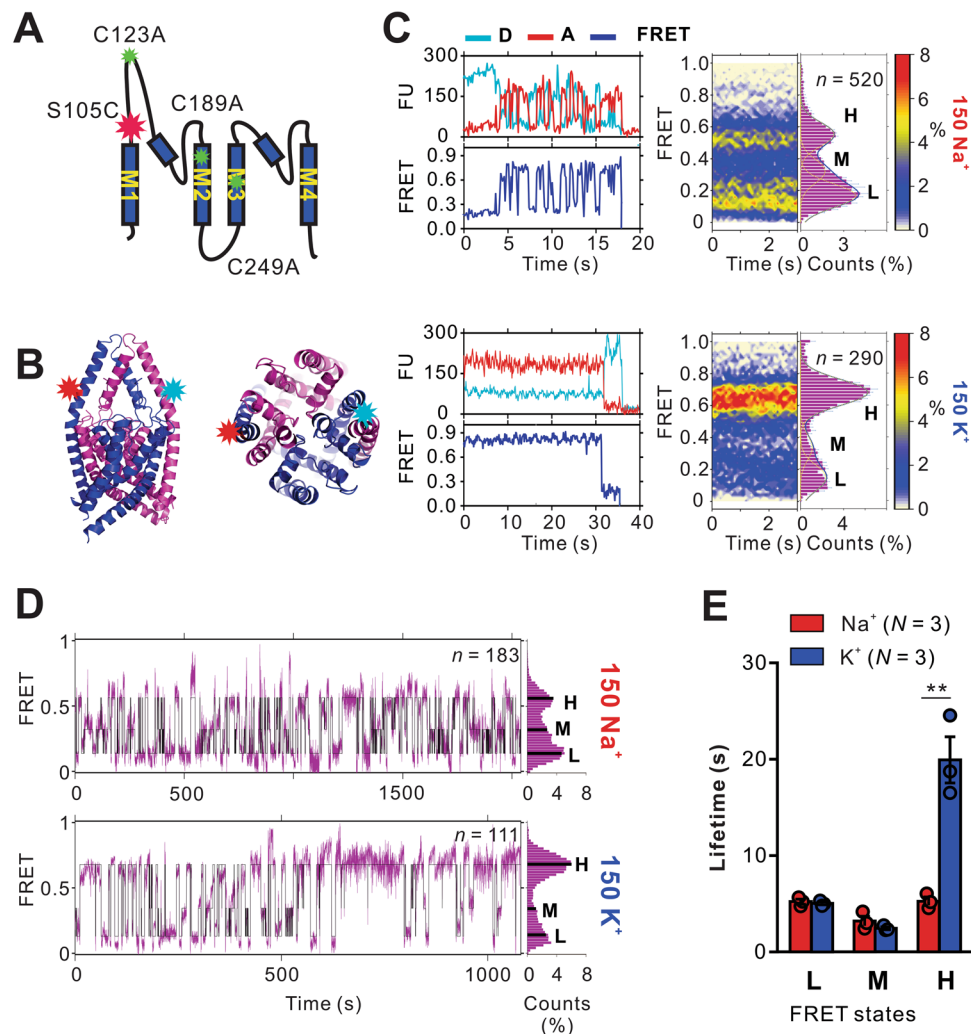 A
C123A
S105C
C189A
M1
M2
M3
M4
C249A
B
C
D A FRET
300
150
0
FU
0.9
0.6
0.3
0.0
FRET
0 5 10 15 20
Time (s)
1.0
0.8
0.6
0.4
0.2
0
FRET
0 2
Time (s)
n = 520
H
M
L
0 3
Counts (%)
8
6
%
4
2
0
150 Na⁺
300
150
0
FU
0.9
0.6
0.3
0.0
FRET
0 10 20 30 40
Time (s)
1.0
0.8
0.6
0.4
0.2
0
FRET
0 2
Time (s)
n = 290
H
M
L
0 4
Counts (%)
8
6
%
4
2
0
150 K⁺
D
1
0.5
0
FRET
n = 183
H
M
L
0 500 1500
0 4 8
150 Na⁺
1
0.5
0
FRET
n = 111
H
M
L
0 500 1000
Time (s)
0 4 8
Counts
(%)
150 K⁺
E
Na⁺ (N = 3)
K⁺ (N = 3)
30
20
10
0
Lifetime (s)
**
L M H
FRET states